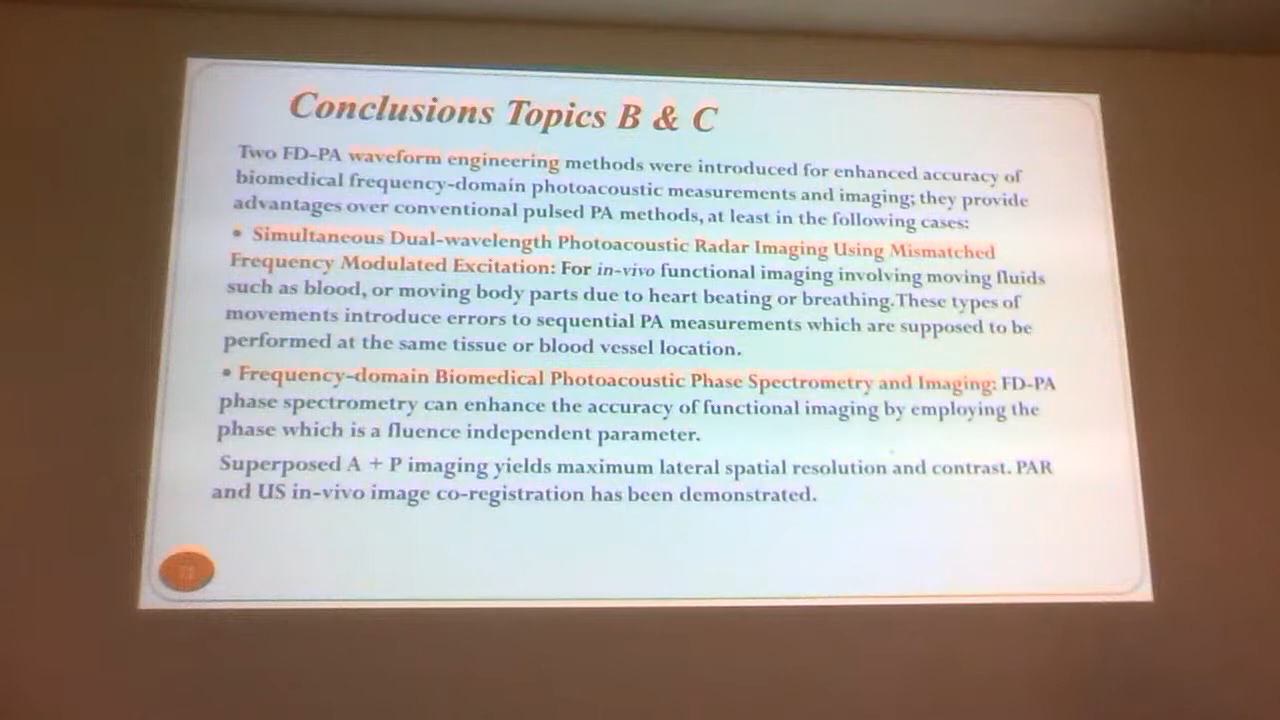 Conclusions Topics B & C
Two FD-PA waveform engineering methods were introduced for enhanced accuracy of
biomedical frequency-domain photoacoustic measurements and imaging; they provide
advantages over conventional pulsed PA methods, at least in the following cases:
• Simultaneous Dual-wavelength Photoacoustic Radar Imaging Using Mismatched
Frequency Modulated Excitation: For in-vivo functional imaging involving moving fluids
such as blood, or moving body parts due to heart beating or breathing. These types of
movements introduce errors to sequential PA measurements which are supposed to be
performed at the same tissue or blood vessel location.
• Frequency-domain Biomedical Photoacoustic Phase Spectrometry and Imaging: FD-PA
phase spectrometry can enhance the accuracy of functional imaging by employing the
phase which is a fluence independent parameter.
Superposed A + P imaging yields maximum lateral spatial resolution and contrast. PAR
and US in-vivo image co-registration has been demonstrated.